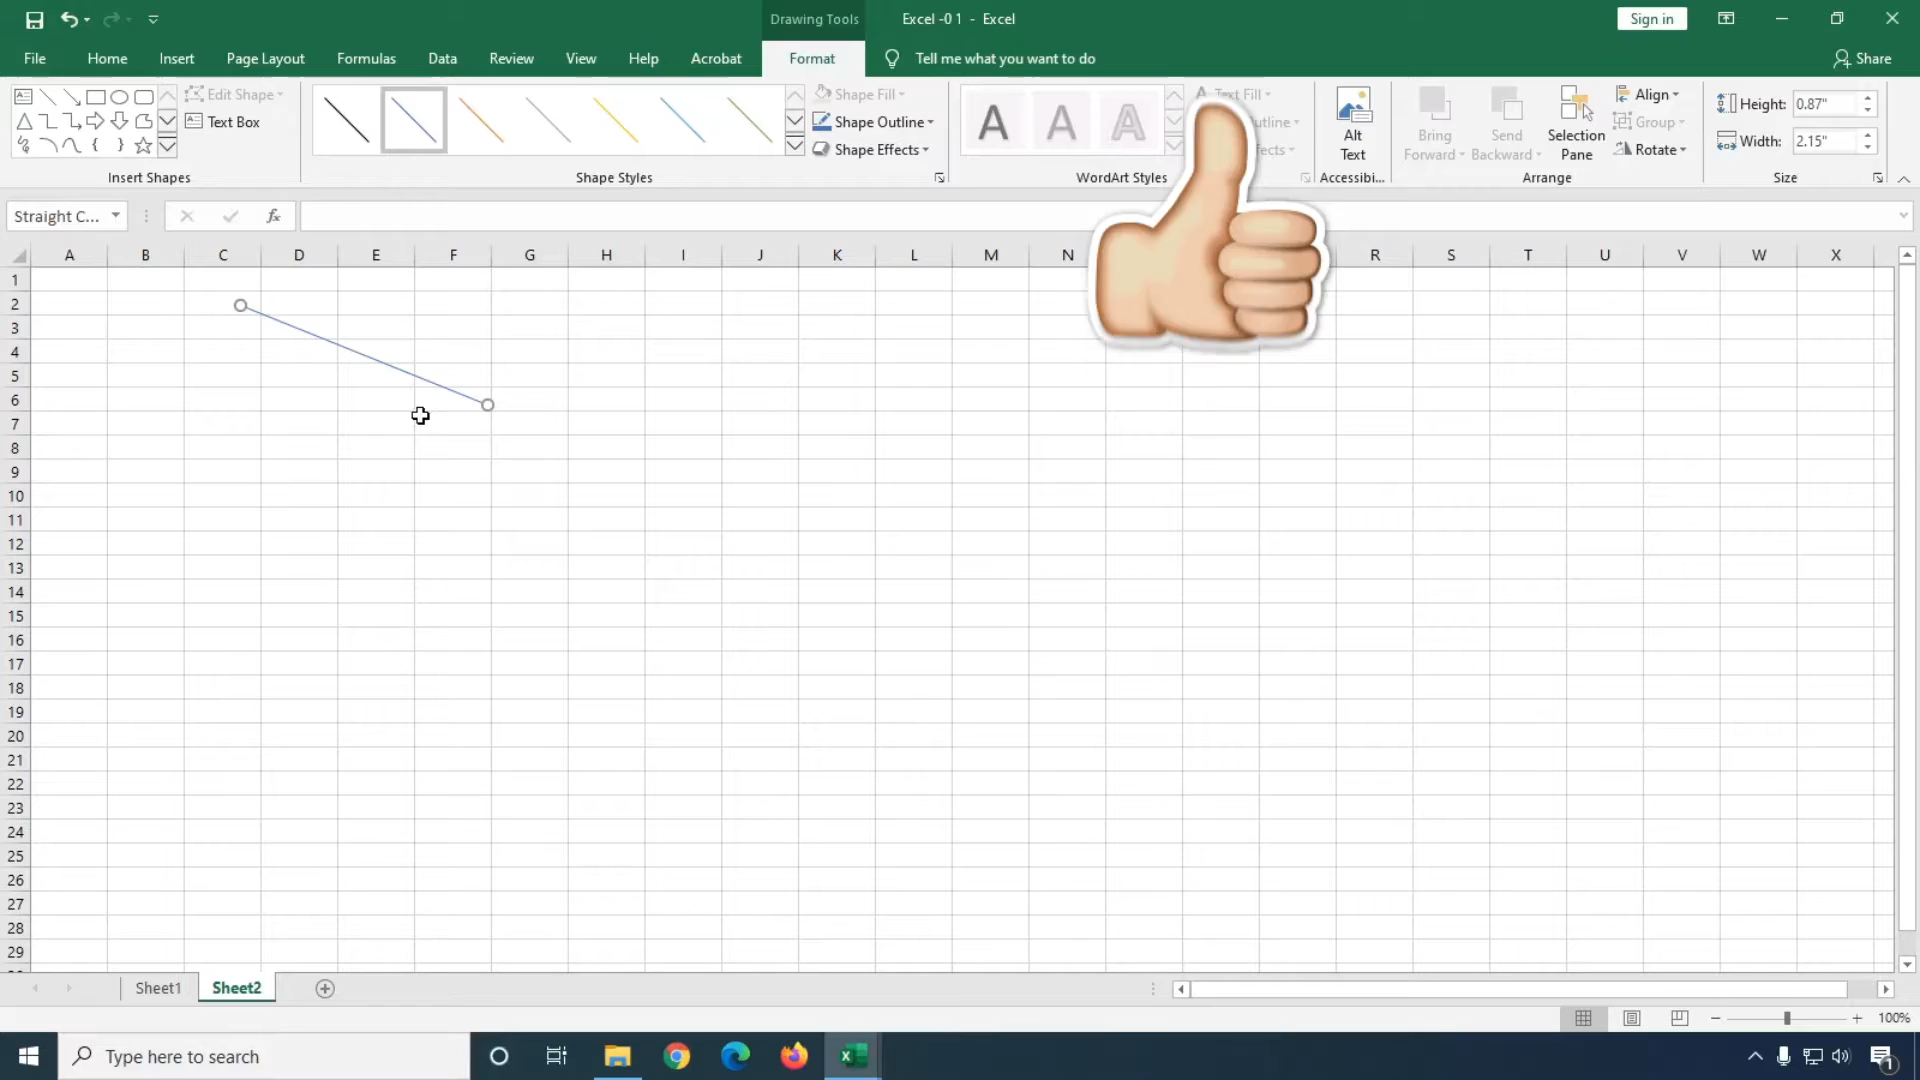 Drawing Tools
Excel -0 1 - Excel
Sign in
File
Home
Insert
Page Layout
Formulas
Data
Review
View
Help
Acrobat
Format
Tell me what you want to do
Share
Edit Shape
Text Box
Insert Shapes
Shape Fill
Shape Outline
Shape Effects
Shape Styles
A A A
Text Fill
WordArt Styles
Alt Text
Accessibi...
Bring Forward
Send Backward
Selection Pane
Align
Group
Rotate
Arrange
Height: 0.87"
Width: 2.15"
Size
Straight C...
fx
A B C D E F G H I J K L M N R S T U V W X
1
2
3
4
5
6
7
8
9
10
11
12
13
14
15
16
17
18
19
20
21
22
23
24
25
26
27
28
29
Sheet1
Sheet2
100%
Type here to search
1